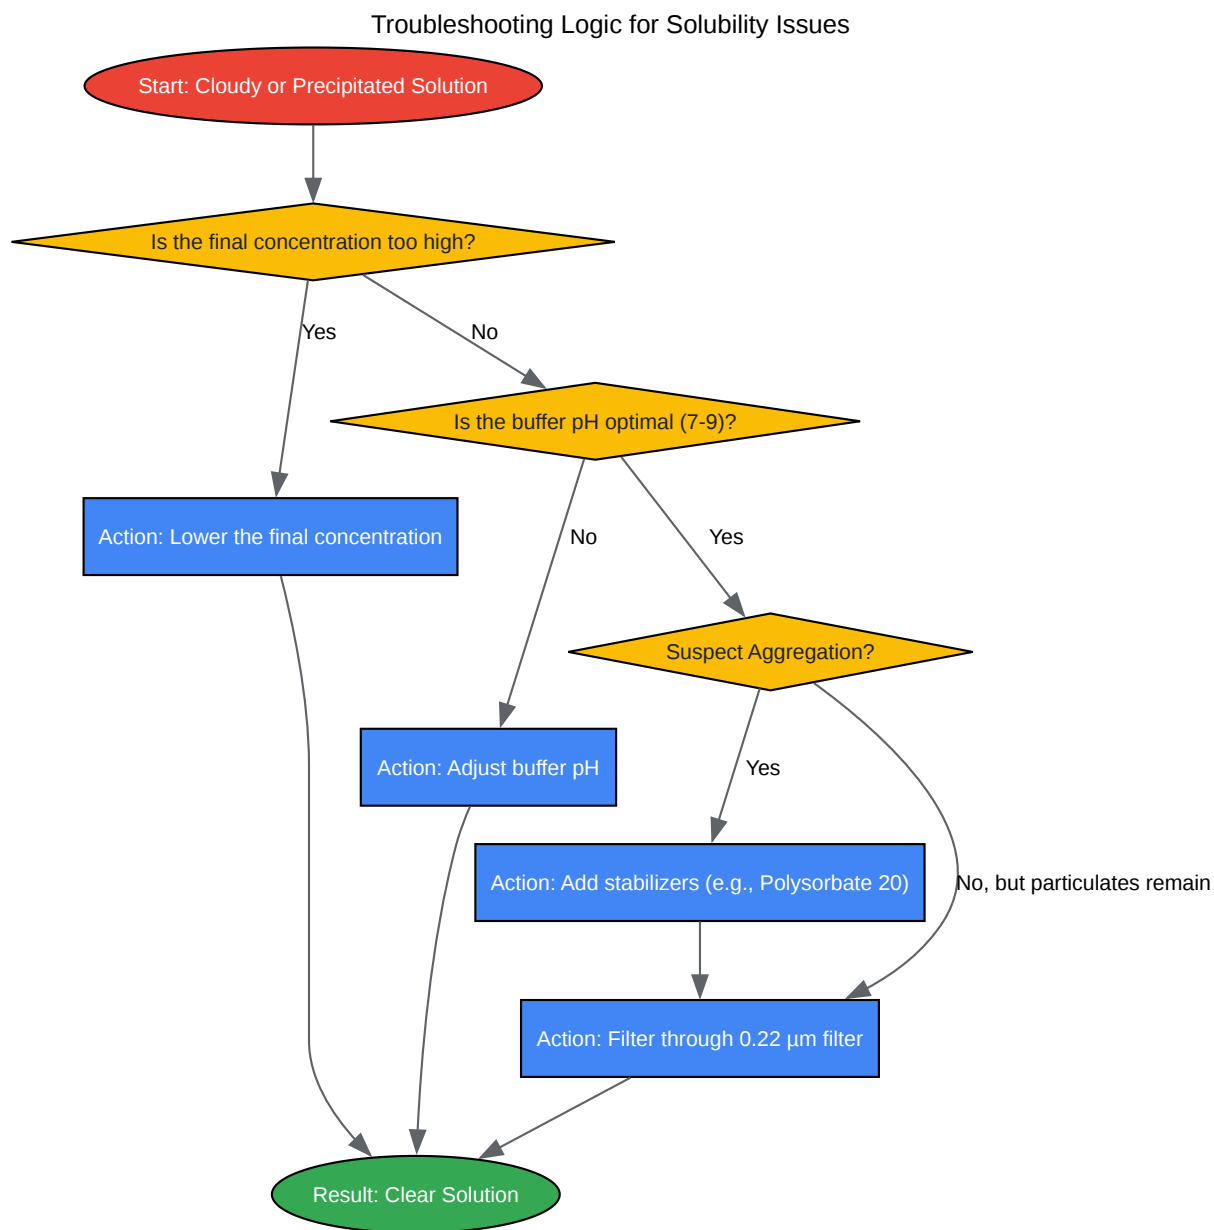 Troubleshooting Logic for Solubility Issues
Start: Cloudy or Precipitated Solution
Is the final concentration too high?
Yes
No
Is the buffer pH optimal (7-9)?
Action: Lower the final concentration
No
Yes
Suspect Aggregation?
Action: Adjust buffer pH
Yes
Action: Add stabilizers (e.g., Polysorbate 20)
No, but particulates remain
Action: Filter through 0.22 µm filter
Result: Clear Solution